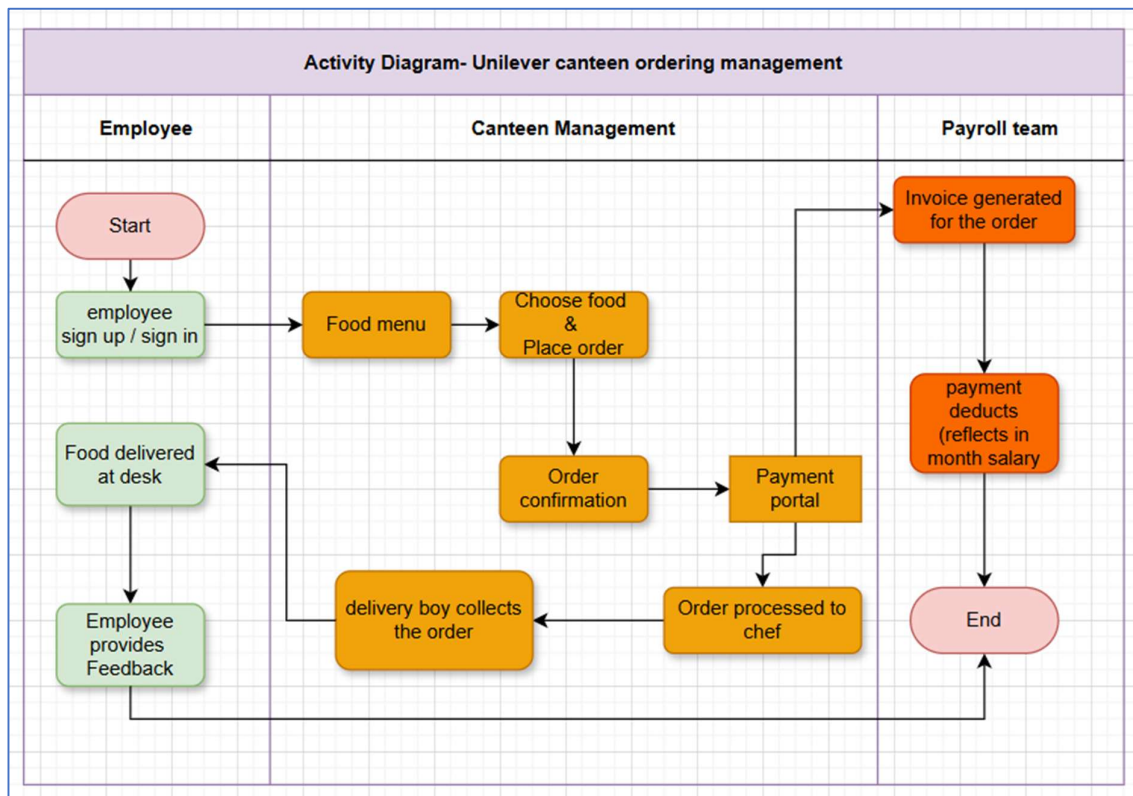 Activity Diagram- Unilever canteen ordering management
Employee
Canteen Management
Payroll team
Start
Invoice generated
for the order
employee
sign up / sign in
Food menu
Choose food
&
Place order
payment
deducts
(reflects in
month salary
Food delivered
at desk
Order
confirmation
Payment
portal
Employee
provides
Feedback
delivery boy collects
the order
Order processed to
chef
End